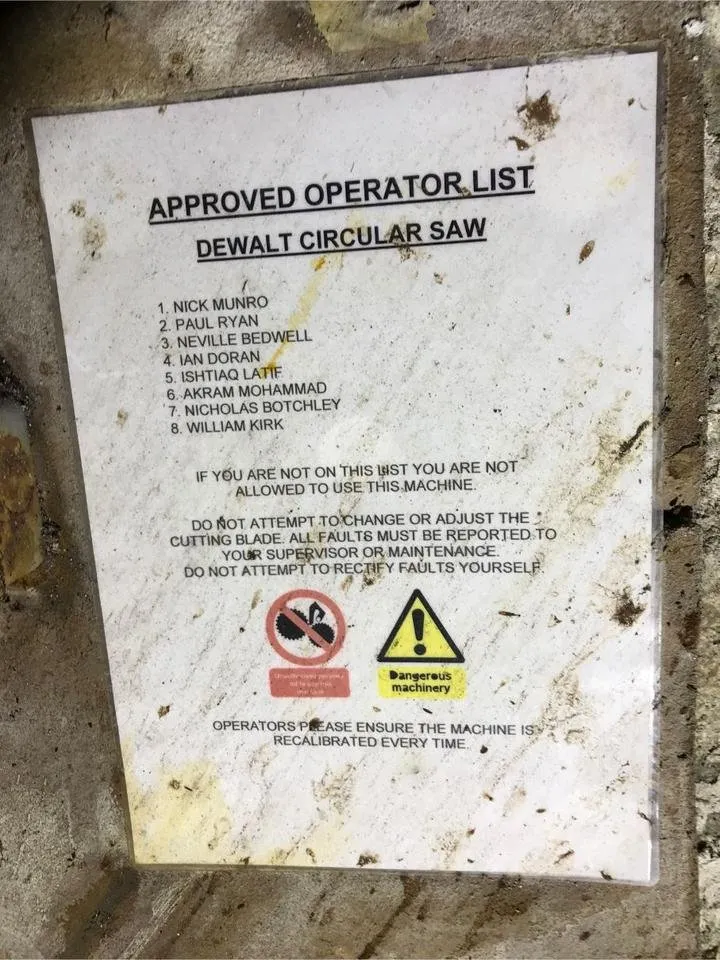 APPROVED OPERATOR LIST
DEWALT CIRCULAR SAW
1. NICK MUNRO
2. PAUL RYAN
3. NEVILLE BEDWELL
4. IAN DORAN
5. ISHTIAQ LATIF
6. AKRAM MOHAMMAD
7. NICHOLAS BOTCHLEY
8. WILLIAM KIRK
IF YOU ARE NOT ON THIS LIST YOU ARE NOT
ALLOWED TO USE THIS MACHINE.
DO NOT ATTEMPT TO CHANGE OR ADJUST THE
CUTTING BLADE. ALL FAULTS MUST BE REPORTED TO
YOUR SUPERVISOR OR MAINTENANCE.
DO NOT ATTEMPT TO RECTIFY FAULTS YOURSELF.
Dangerous
machinery
OPERATORS PLEASE ENSURE THE MACHINE IS
RECALIBRATED EVERY TIME.